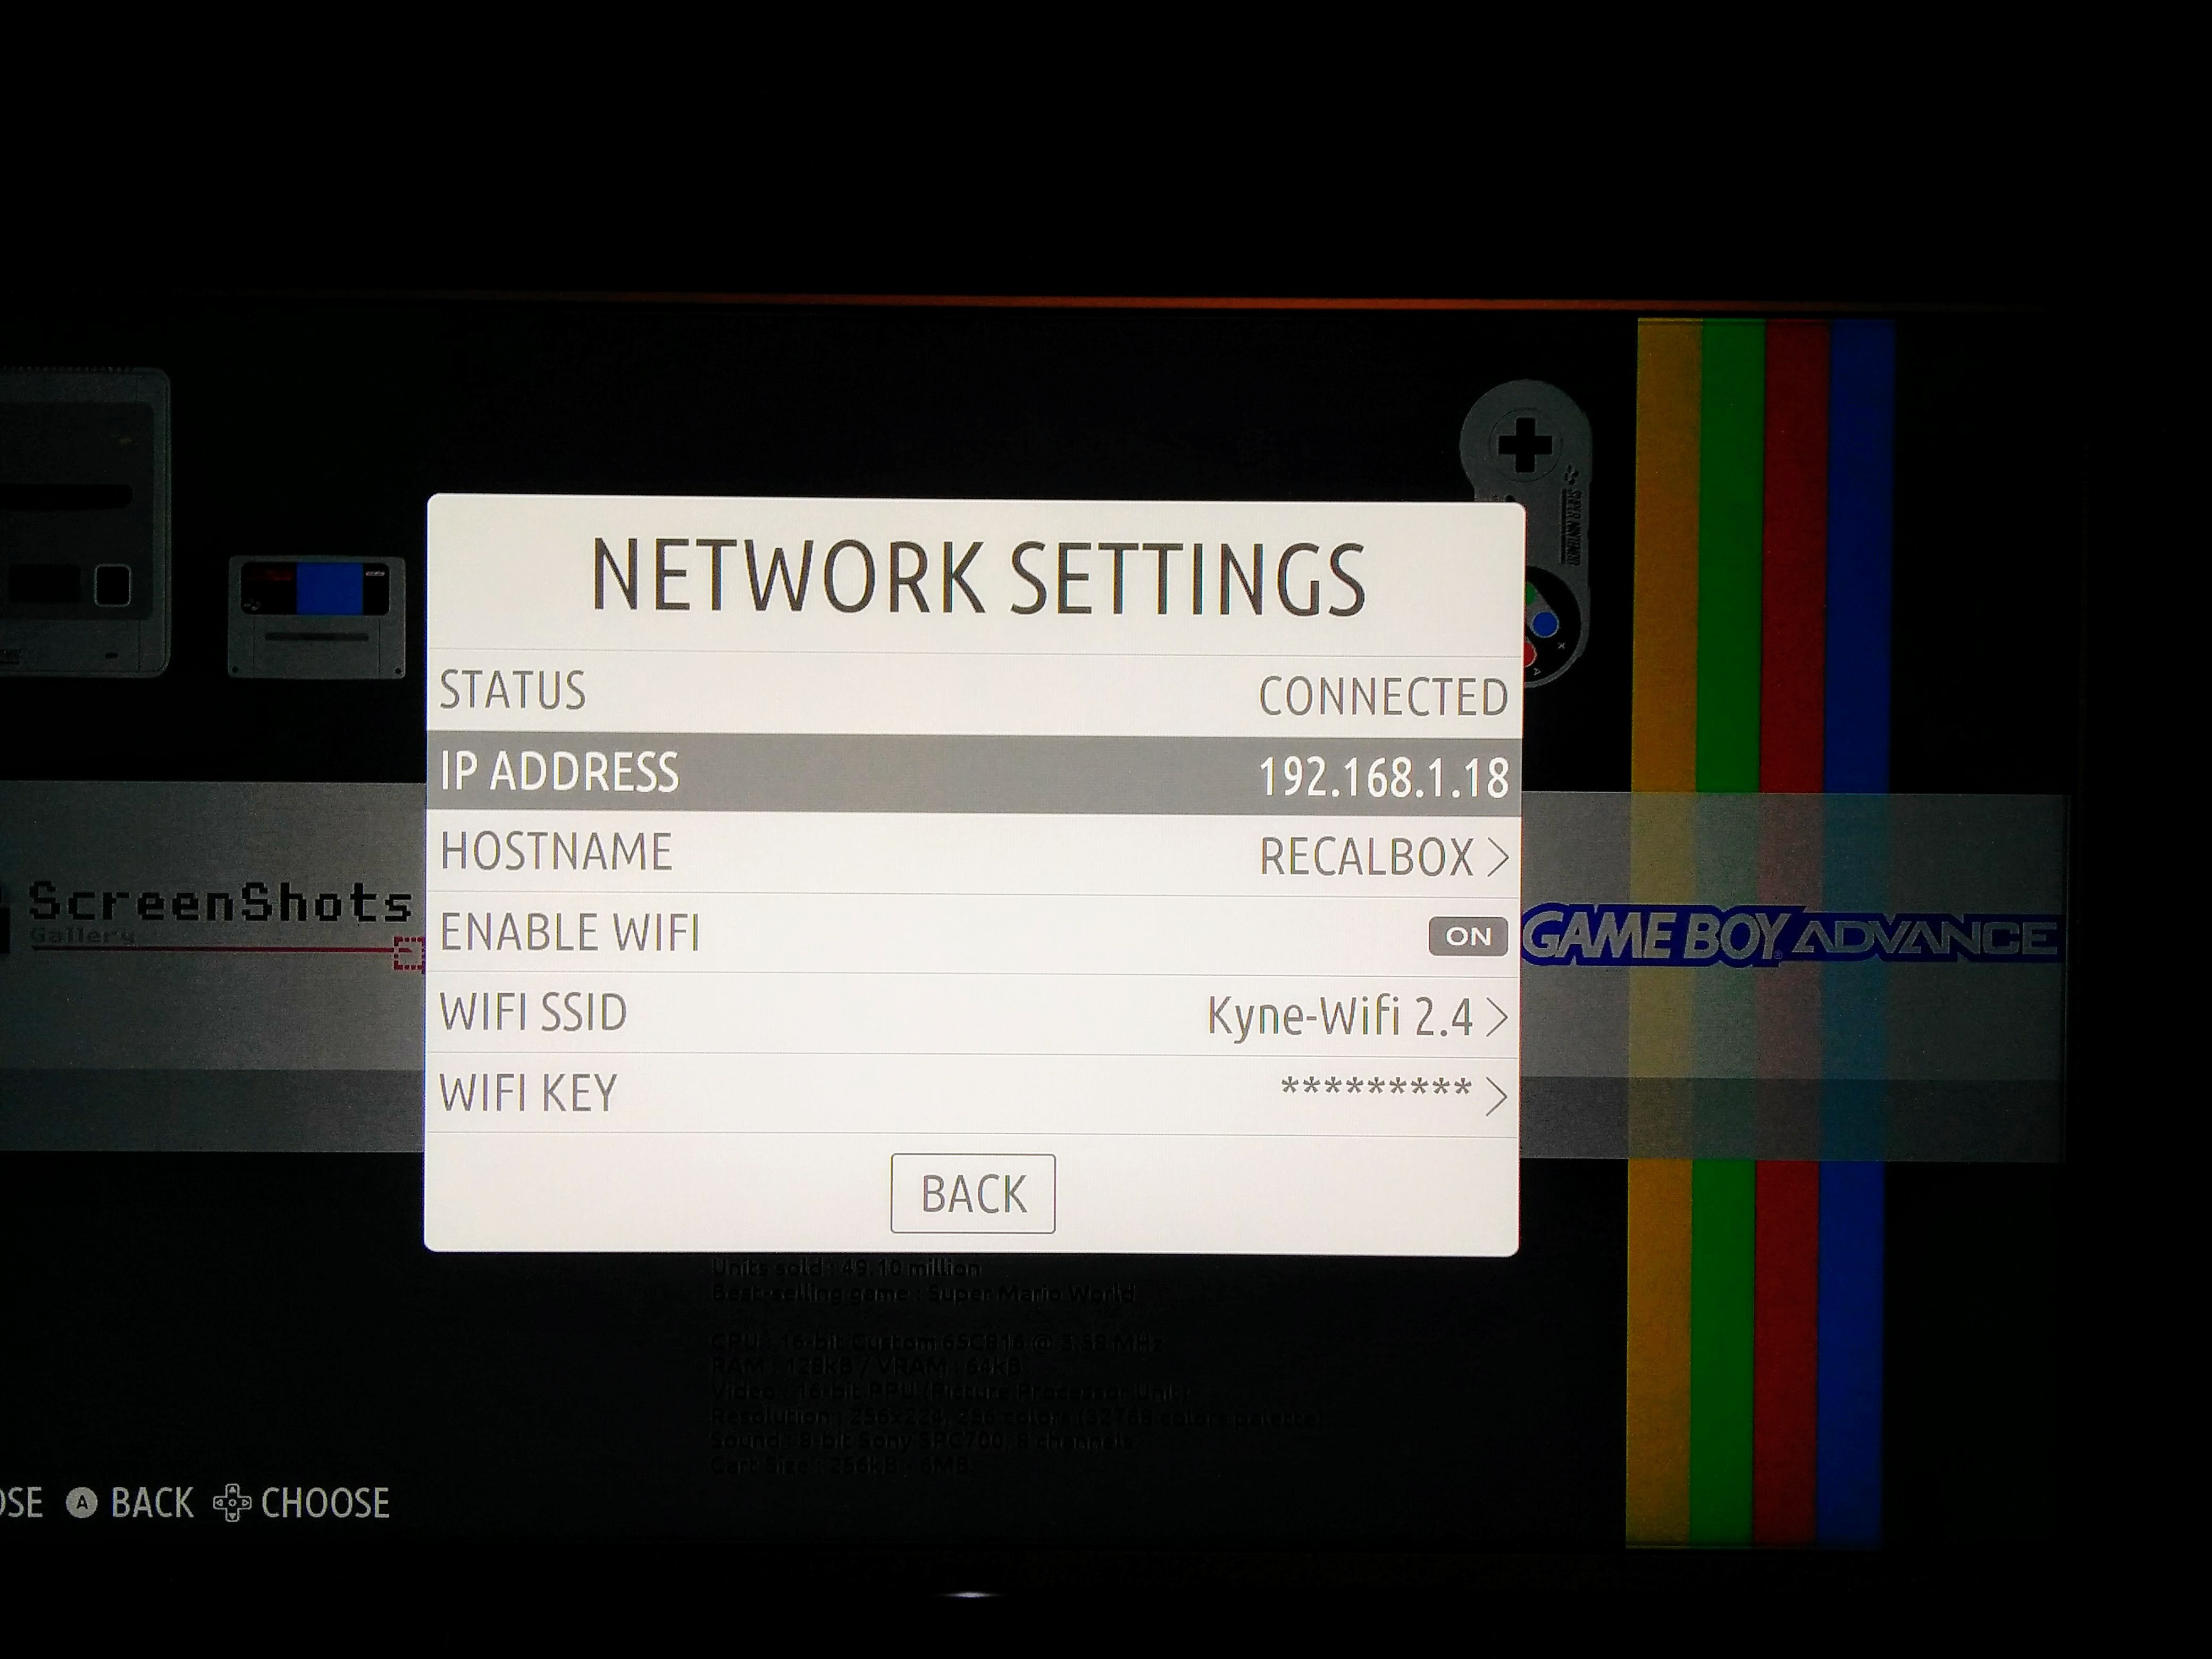 NETWORK SETTINGS
STATUS CONNECTED
IP ADDRESS 192.168.1.18
HOSTNAME RECALBOX
ENABLE WIFI ON
WIFI SSID Kyne-Wifi 2.4
WIFI KEY *********
BACK
ScreenShots
Gallery
GAME BOY ADVANCE
Units sold : 49.10 million
Best-selling game : Super Mario World
CPU : 16-bit Custom 65C816 @ 3.58 MHz
RAM : 128kB / VRAM : 64kB
Video : 16-bit PPU (Picture Processor Unit)
Resolution : 256x224, 256 colors (32768 colors palette)
Sound : 8-bit Sony SPC700, 8 channels
Cart Size : 256kB - 6MB
A BACK CHOOSE